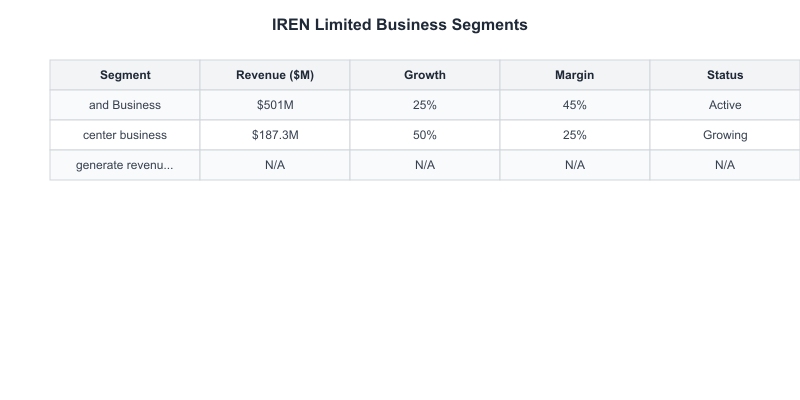 IREN Limited Business Segments
Segment Revenue ($M) Growth Margin Status
and Business $501M 25% 45% Active
center business $187.3M 50% 25% Growing
generate revenu... N/A N/A N/A N/A